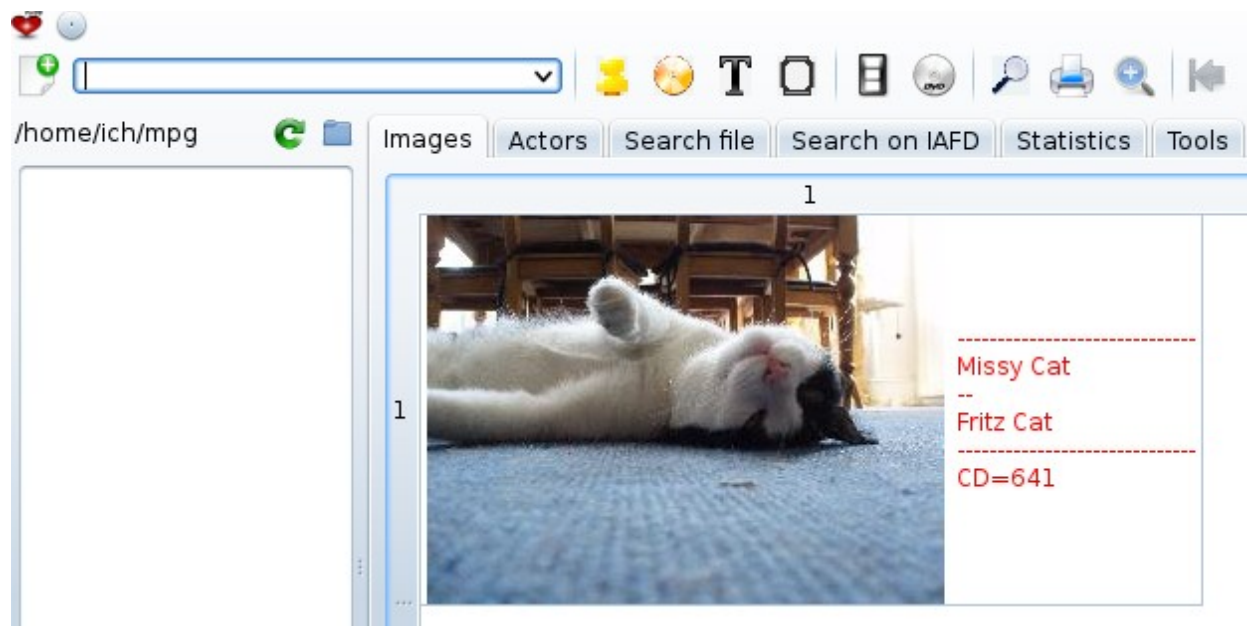 /home/ich/mpg
Images Actors Search file Search on IAFD Statistics Tools
1
1
------------------------------
Missy Cat
--
Fritz Cat
------------------------------
CD=641